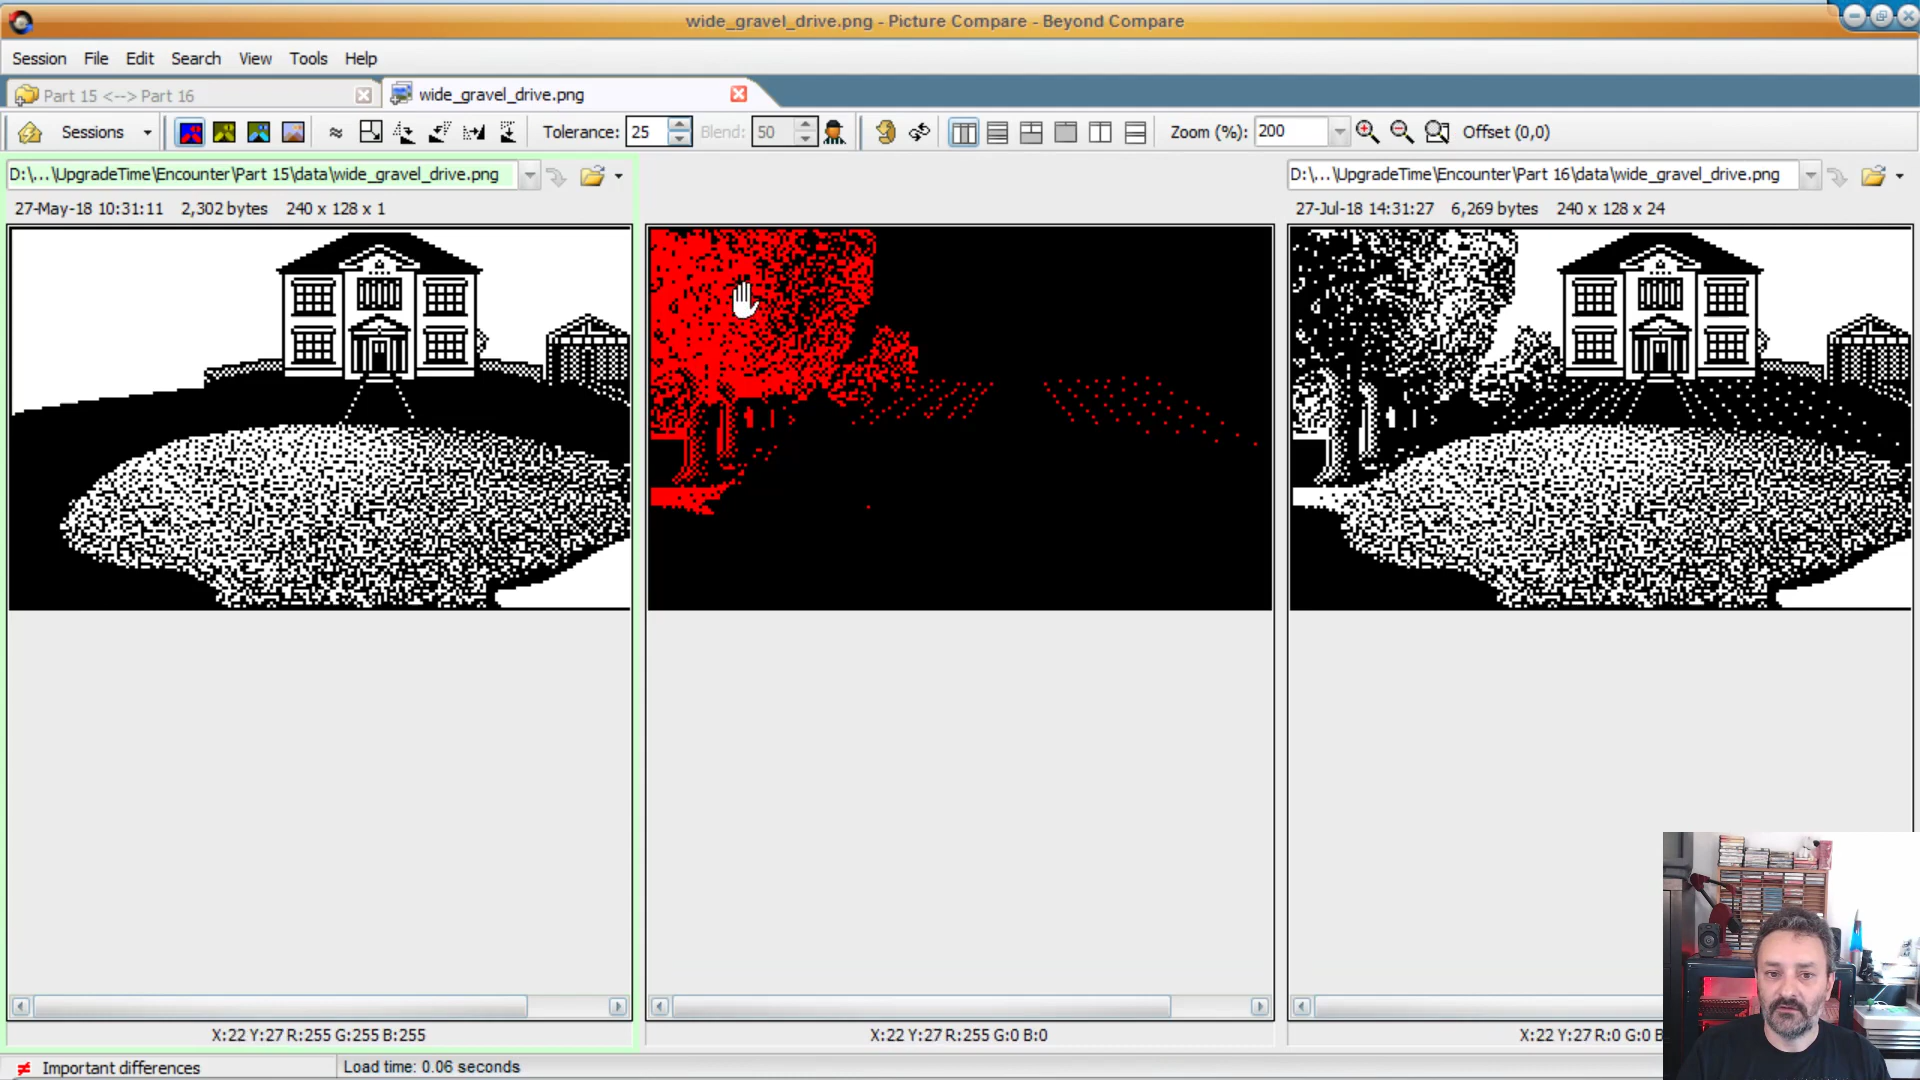 wide_gravel_drive.png - Picture Compare - Beyond Compare
Session File Edit Search View Tools Help
Part 15 <--> Part 16
wide_gravel_drive.png
Sessions Tolerance: 25 Blend: 50 Zoom (%): 200 Offset (0,0)
D:\...\UpgradeTime\Encounter\Part 15\data\wide_gravel_drive.png
D:\...\UpgradeTime\Encounter\Part 16\data\wide_gravel_drive.png
27-May-18 10:31:11 2,302 bytes 240 x 128 x 1
27-Jul-18 14:31:27 6,269 bytes 240 x 128 x 24
X:22 Y:27 R:255 G:255 B:255
X:22 Y:27 R:255 G:0 B:0
X:22 Y:27 R:0 G:0
Important differences
Load time: 0.06 seconds